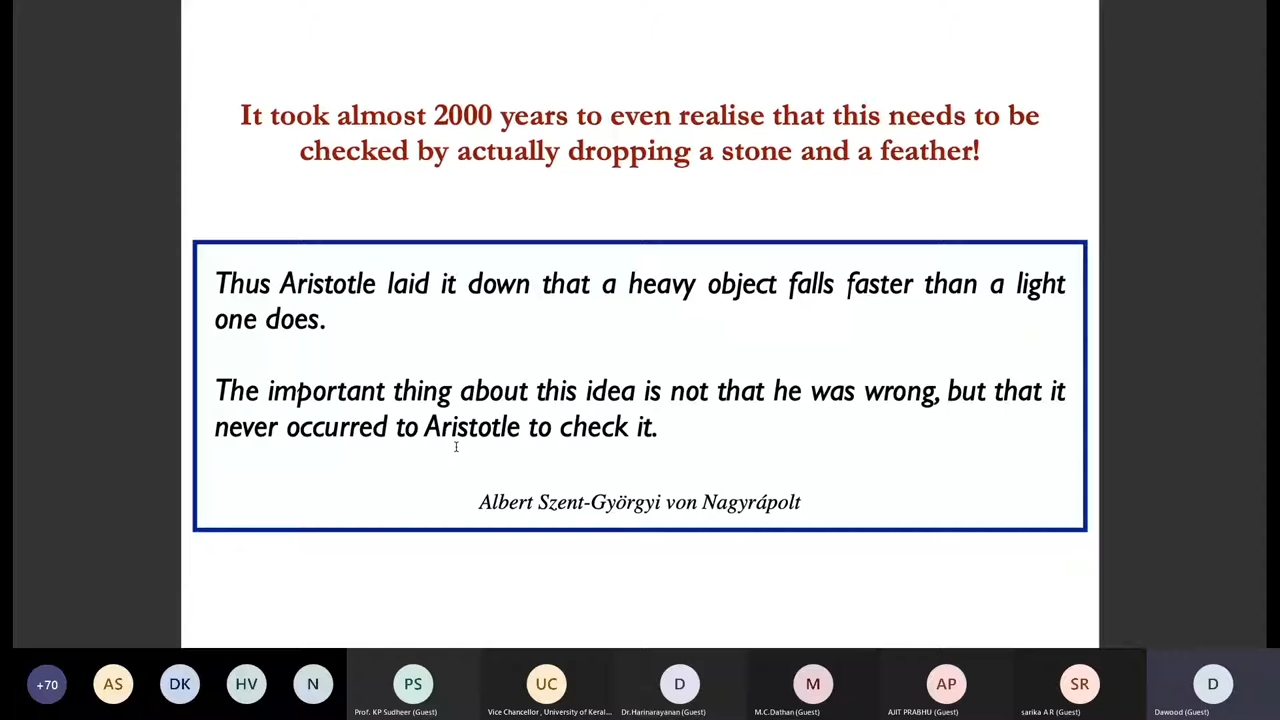 It took almost 2000 years to even realise that this needs to be
checked by actually dropping a stone and a feather!
Thus Aristotle laid it down that a heavy object falls faster than a light
one does.
The important thing about this idea is not that he was wrong, but that it
never occurred to Aristotle to check it.
Albert Szent-Györgyi von Nagyrápolt
+70
AS
DK
HV
N
PS
UC
D
M
AP
SR
D
Prof. KP Sudheer (Guest)
Vice Chancellor , University of Keral...
Dr.Harinarayanan (Guest)
M.C.Dathan (Guest)
AJIT PRABHU (Guest)
sarika A R (Guest)
Dawood (Guest)